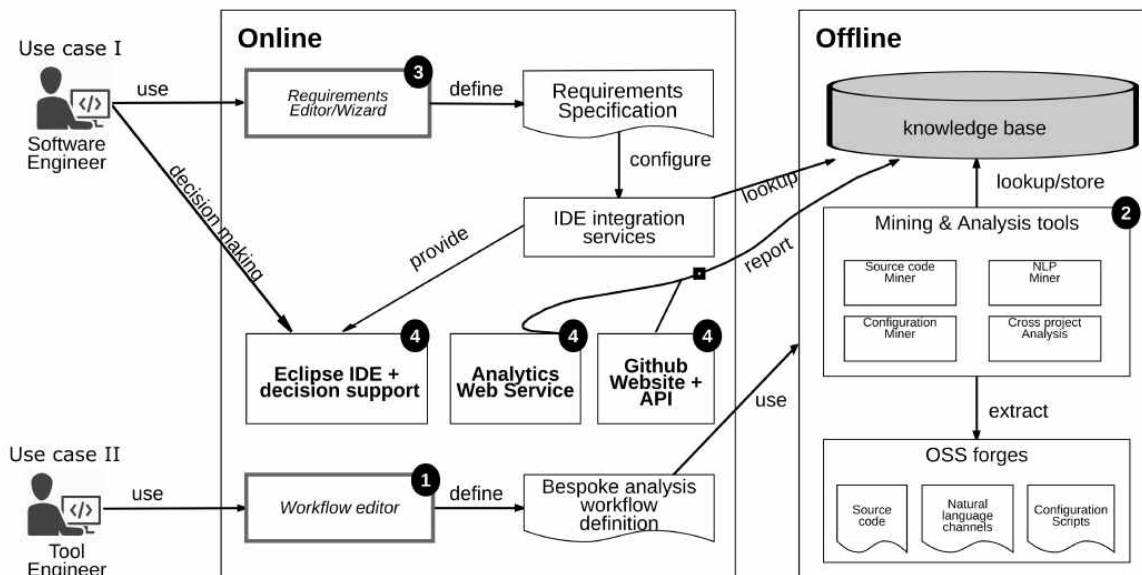 Use case I
</>
Software
Engineer
use
decision making
Online
Requirements
Editor/Wizard
3
define
Requirements
Specification
configure
IDE integration
services
lookup
provide
report
Eclipse IDE +
decision support
4
Analytics
Web Service
4
Github
Website +
API
4
use
Use case II
</>
Tool
Engineer
use
Workflow editor
1
define
Bespoke analysis
workflow
definition
Offline
knowledge base
lookup/store
Mining & Analysis tools
2
Source code
Miner
NLP
Miner
Configuration
Miner
Cross project
Analysis
extract
OSS forges
Source
code
Natural
language
channels
Configuration
Scripts